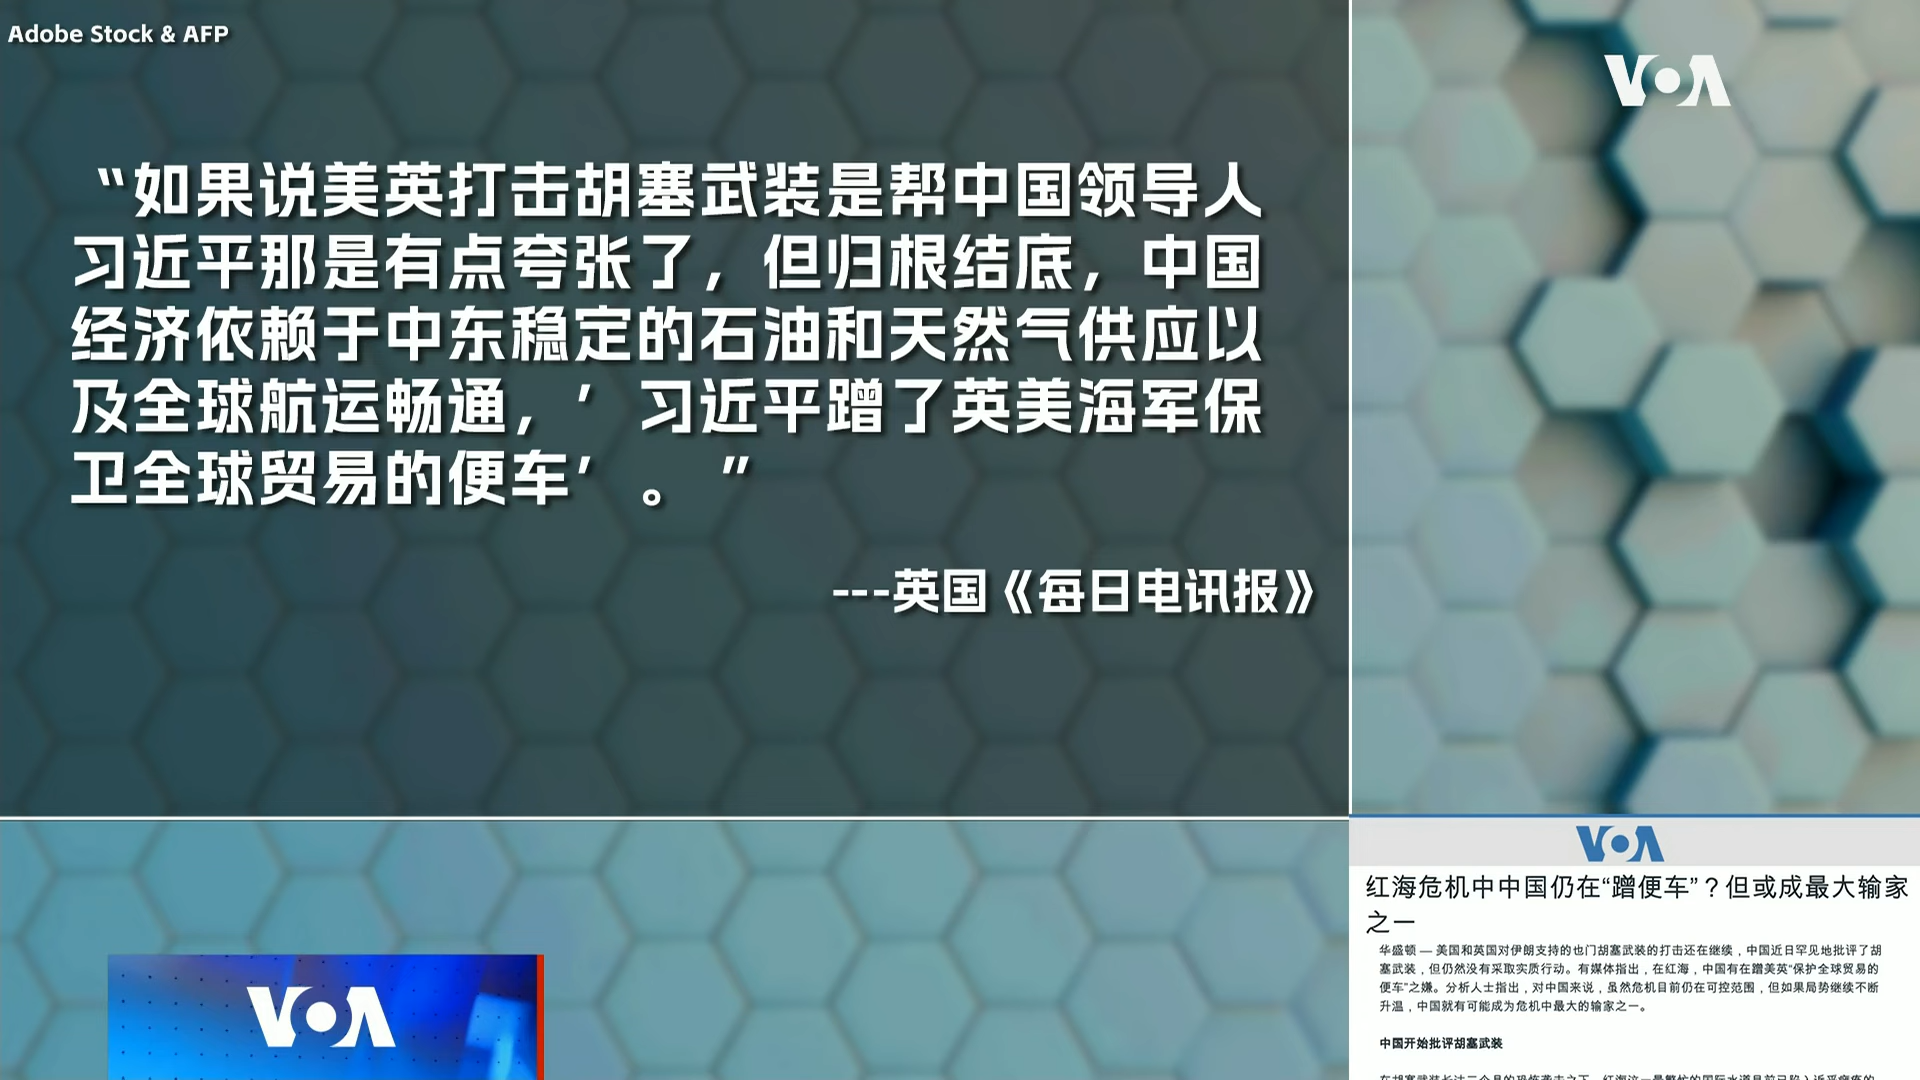 Adobe Stock & AFP
VOA
“如果说美英打击胡塞武装是帮中国领导人
习近平那是有点夸张了，但归根结底，中国
经济依赖于中东稳定的石油和天然气供应以
及全球航运畅通，’习近平蹭了英美海军保
卫全球贸易的便车’。”
---英国《每日电讯报》
VOA
红海危机中中国仍在“蹭便车”？但或成最大输家
之一
华盛顿 — 美国和英国对伊朗支持的也门胡塞武装的打击还在继续，中国近日罕见地批评了胡
塞武装，但仍然没有采取实质行动。有媒体指出，在红海，中国有在蹭美英“保护全球贸易的
便车”之嫌。分析人士指出，对中国来说，虽然危机目前仍在可控范围，但如果局势继续不断
升温，中国就有可能成为危机中最大的输家之一。
中国开始批评胡塞武装
VOA